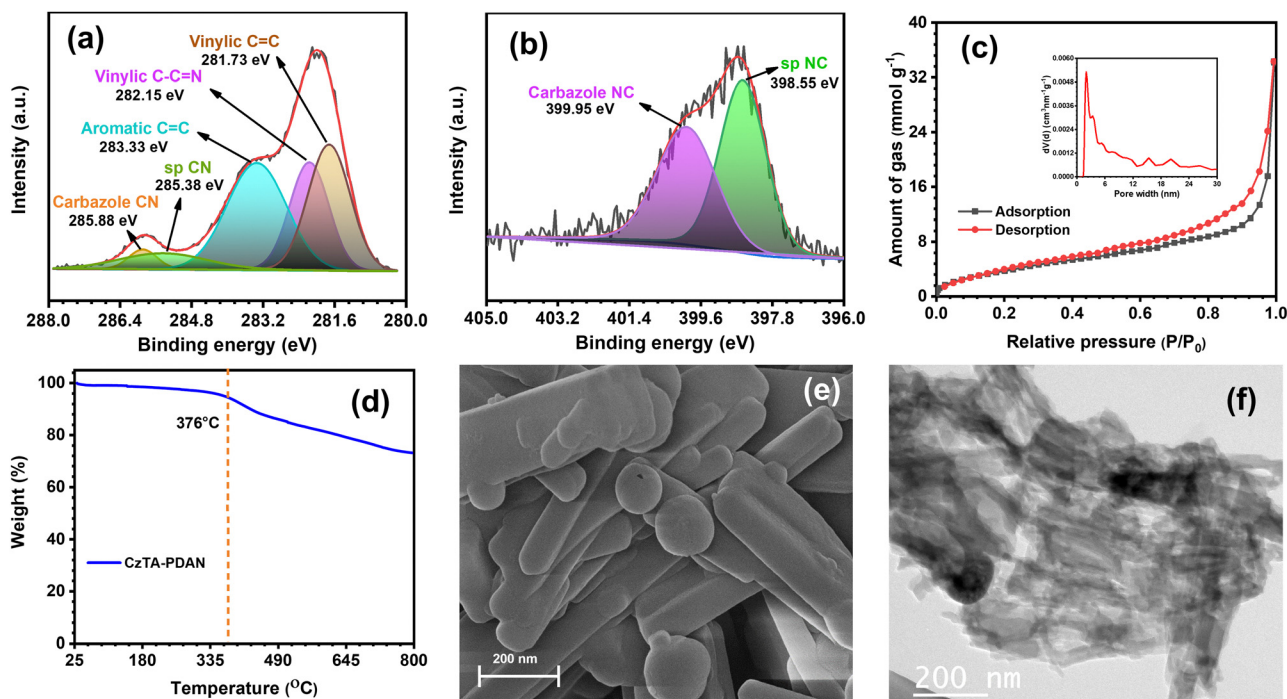 (a)
Vinylic C=C
281.73 eV
Vinylic C-C=N
282.15 eV
Aromatic C=C
283.33 eV
sp CN
285.38 eV
Carbazole CN
285.88 eV
Intensity (a.u.)
288.0 286.4 284.8 283.2 281.6 280.0
Binding energy (eV)
(b)
sp NC
398.55 eV
Carbazole NC
399.95 eV
Intensity (a.u.)
405.0 403.2 401.4 399.6 397.8 396.0
Binding energy (eV)
(c)
Amount of gas (mmol g⁻¹)
40
32
24
16
8
0
dV(d) (cm³nm⁻¹g⁻¹)
0.0060
0.0048
0.0036
0.0024
0.0012
0.0000
0 6 12 18 24 30
Pore width (nm)
Adsorption
Desorption
0.0 0.2 0.4 0.6 0.8 1.0
Relative pressure (P/P₀)
(d)
Weight (%)
100
80
60
40
20
0
376°C
CzTA-PDAN
25 180 335 490 645 800
Temperature (ᴼC)
(e)
200 nm
(f)
200 nm